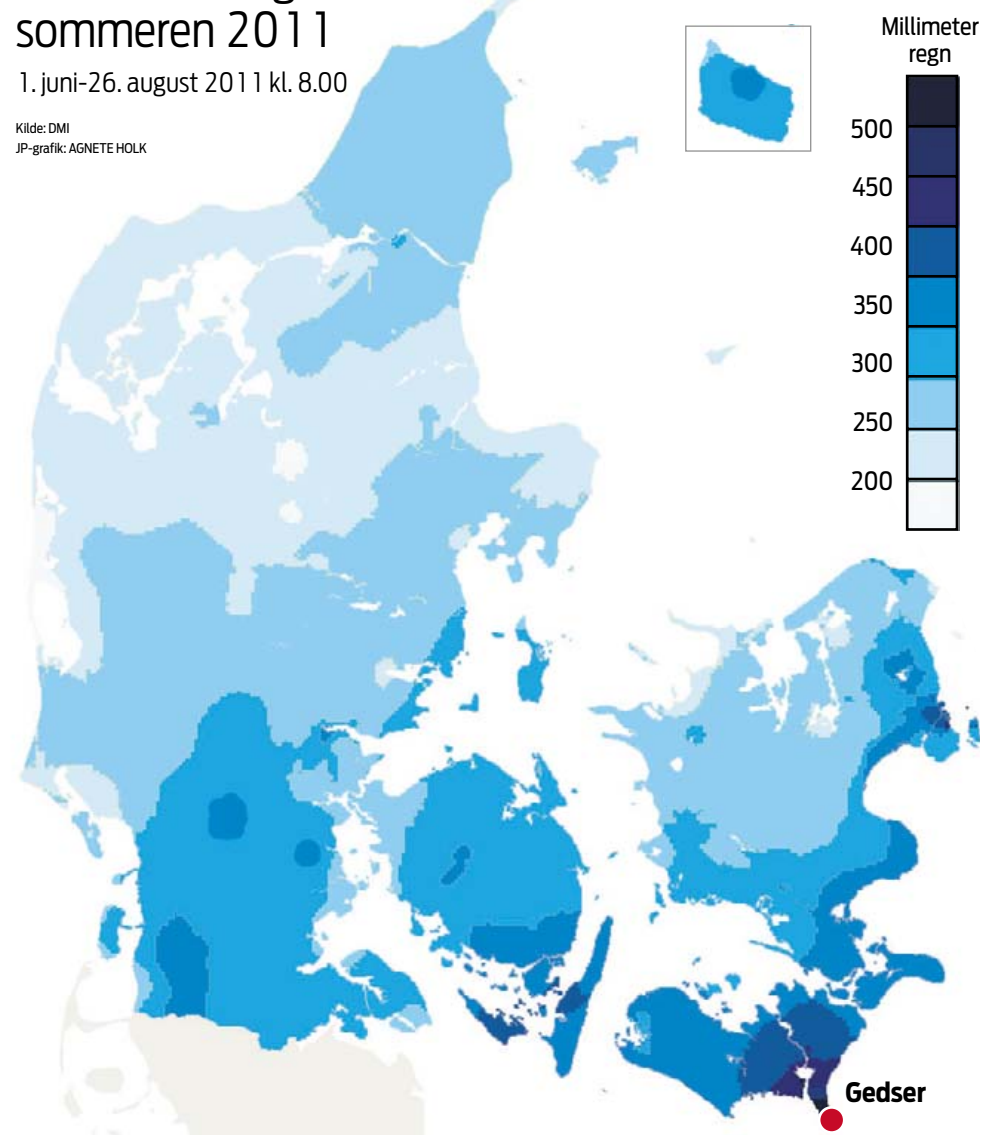 sommeren 2011
1. juni-26. august 2011 kl. 8.00
Kilde: DMI
JP-grafik: AGNETE HOLK
Millimeter
regn
500
450
400
350
300
250
200
Gedser